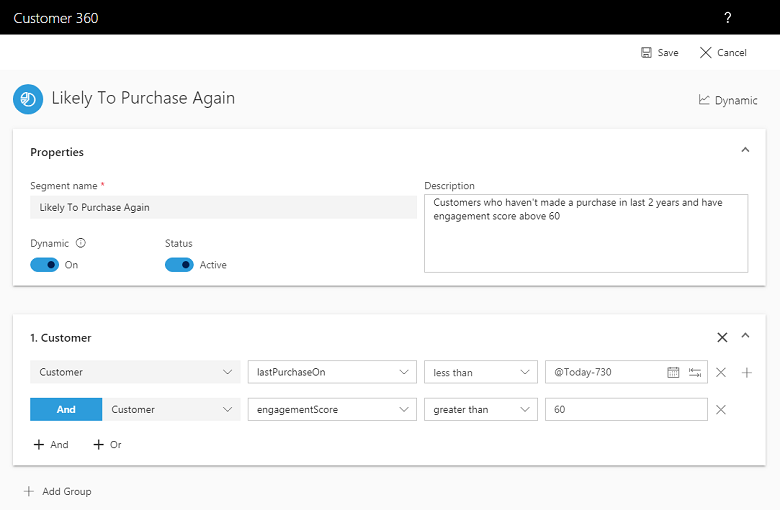 Customer 360 ?
Save Cancel
Likely To Purchase Again
Dynamic
Properties
Segment name * Description
Likely To Purchase Again
Customers who haven't made a purchase in last 2 years and have
engagement score above 60
Dynamic Status
On Active
1. Customer
Customer lastPurchaseOn less than @Today-730
And Customer engagementScore greater than 60
And Or
Add Group